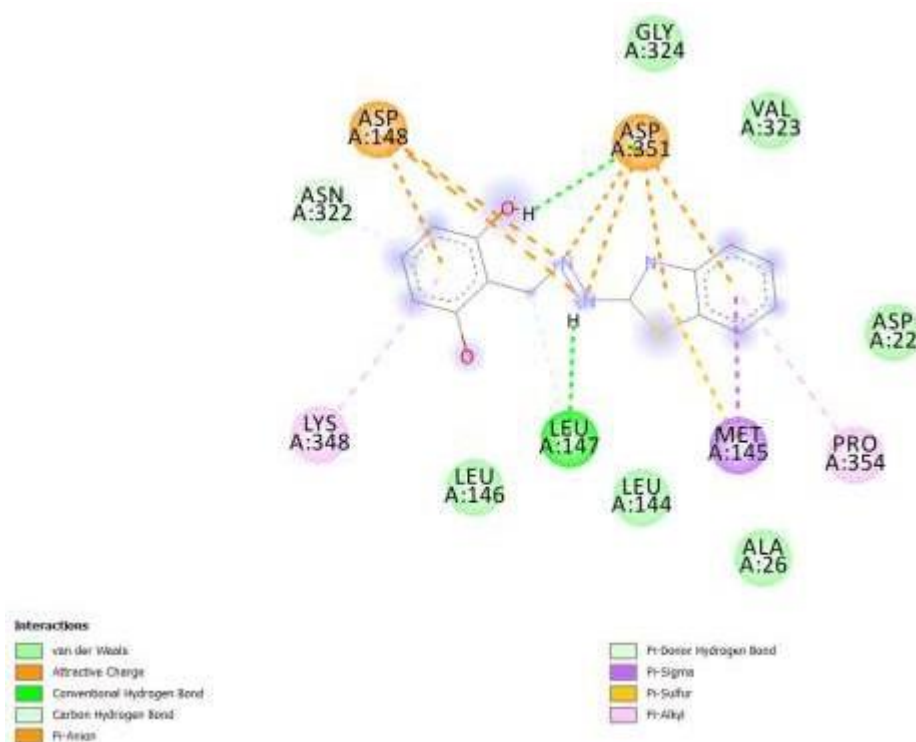 GLY
A:324
ASP
A:148
ASP
A:351
VAL
A:323
ASN
A:322
O
H
N
N
N
H
S
O
ASP
A:22
LYS
A:348
LEU
A:147
MET
A:145
PRO
A:354
LEU
A:146
LEU
A:144
ALA
A:26
Interactions
van der Waals
Attractive Charge
Conventional Hydrogen Bond
Carbon Hydrogen Bond
Pi-Anion
Pi-Donor Hydrogen Bond
Pi-Sigma
Pi-Sulfur
Pi-Alkyl